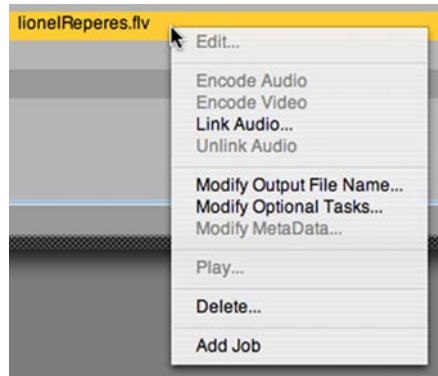 lionelReperes.flv
Edit...
Encode Audio
Encode Video
Link Audio...
Unlink Audio
Modify Output File Name...
Modify Optional Tasks...
Modify MetaData...
Play...
Delete...
Add Job